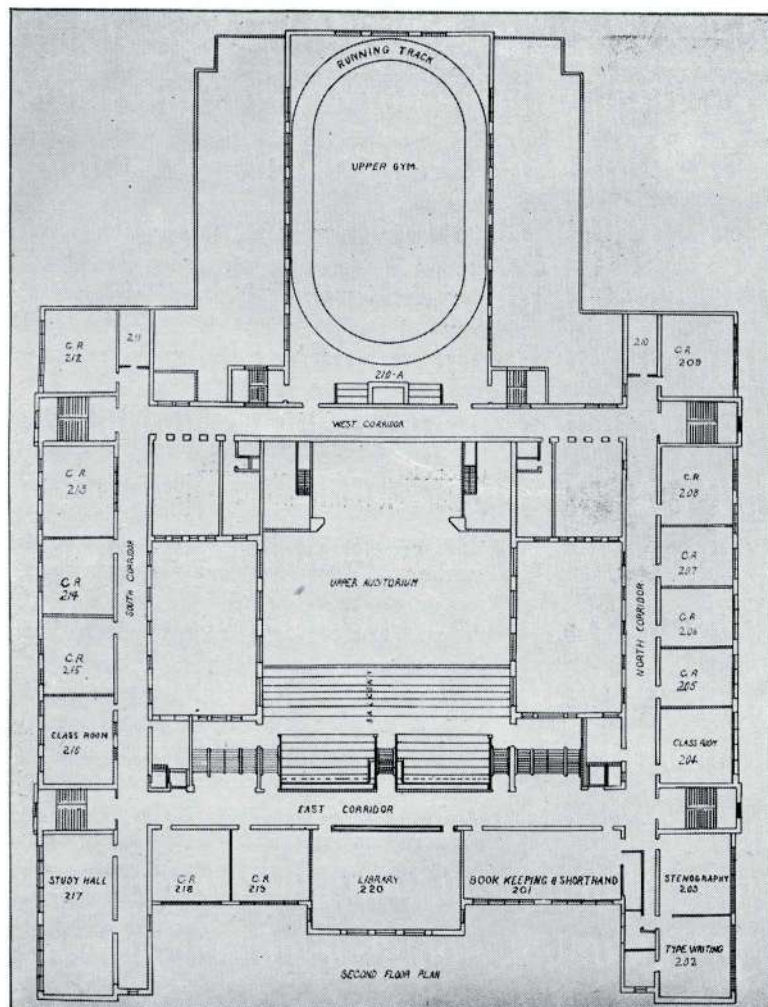 RUNNING TRACK
UPPER GYM.
C.R.
212
211
210
C.R.
209
210-A
WEST CORRIDOR
C.R.
213
C.R.
208
C.R.
214
SOUTH CORRIDOR
UPPER AUDITORIUM
C.R.
207
C.R.
206
NORTH CORRIDOR
C.R.
215
C.R.
205
BALCONY
CLASS ROOM
216
CLASS ROOM
204
EAST CORRIDOR
STUDY HALL
217
C.R.
218
C.R.
219
LIBRARY
220
BOOK KEEPING & SHORTHAND
201
STENOGRAPHY
203
TYPE WRITING
202
SECOND FLOOR PLAN